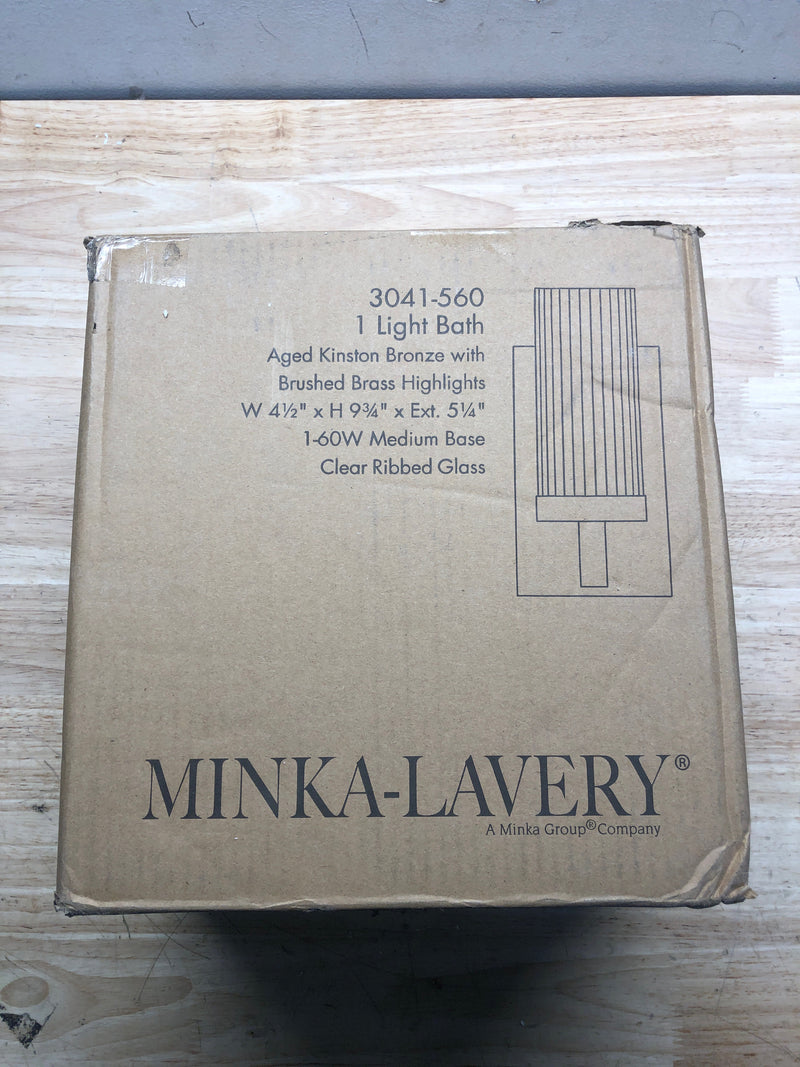 3041-560
1 Light Bath
Aged Kinston Bronze with
Brushed Brass Highlights
W 4½" x H 9¾" x Ext. 5¼"
1-60W Medium Base
Clear Ribbed Glass
MINKA-LAVERY®
A Minka Group® Company